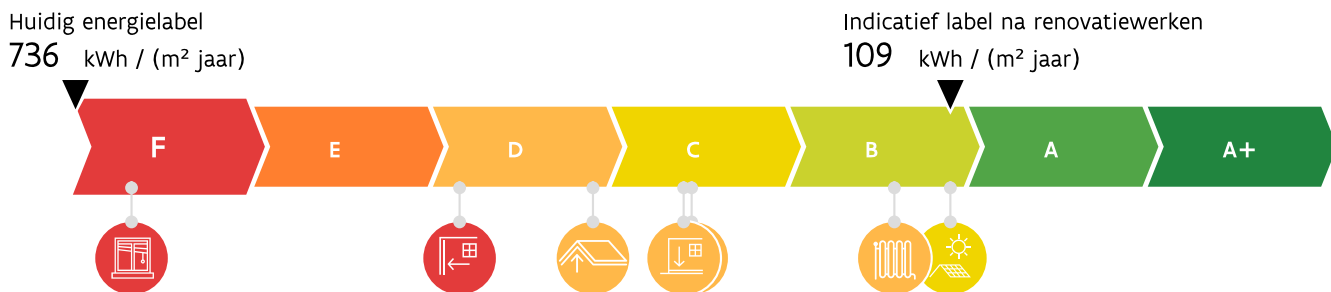 Huidig energielabel
736 kWh / (m² jaar)
Indicatief label na renovatiewerken
109 kWh / (m² jaar)
F E D C B A A+